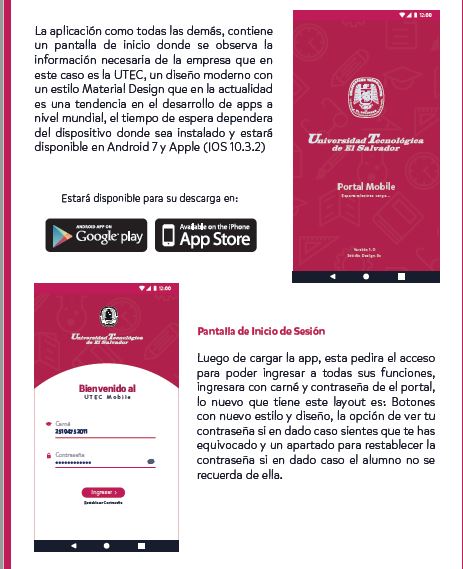 La aplicación como todas las demás, contiene
un pantalla de inicio donde se observa la
información necesaria de la empresa que en
este caso es la UTEC, un diseño moderno con
un estilo Material Design que en la actualidad
es una tendencia en el desarrollo de apps a
nivel mundial, el tiempo de espera dependera
del dispositivo donde sea instalado y estará
disponible en Android 7 y Apple (IOS 10.3.2)
Estará disponible para su descarga en:
ANDROID APP ON
Google play
Available on the iPhone
App Store
12:00
Universidad Tecnológica
de El Salvador
Portal Mobile
Espera mientras carga...
Versión 1.0
12:00
Universidad Tecnológica
de El Salvador
Bienvenido al
UTEC Mobile
Carné
Contraseña
Ingresar >
Restablecer Contraseña
Pantalla de Inicio de Sesión
Luego de cargar la app, esta pedira el acceso
para poder ingresar a todas sus funciones,
ingresara con carné y contraseña de el portal,
lo nuevo que tiene este layout es: Botones
con nuevo estilo y diseño, la opción de ver tu
contraseña si en dado caso sientes que te has
equivocado y un apartado para restablecer la
contraseña si en dado caso el alumno no se
recuerda de ella.